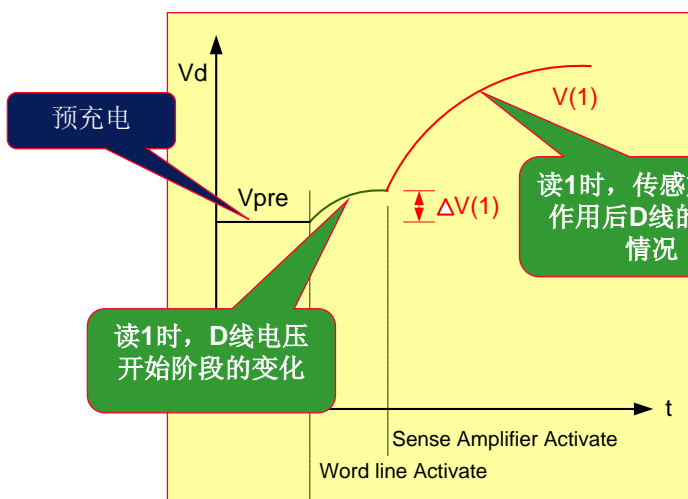 Vd
预充电
V(1)
Vpre
ΔV(1)
读1时，传感
作用后D线的
情况
读1时，D线电压
开始阶段的变化
t
Sense Amplifier Activate
Word line Activate